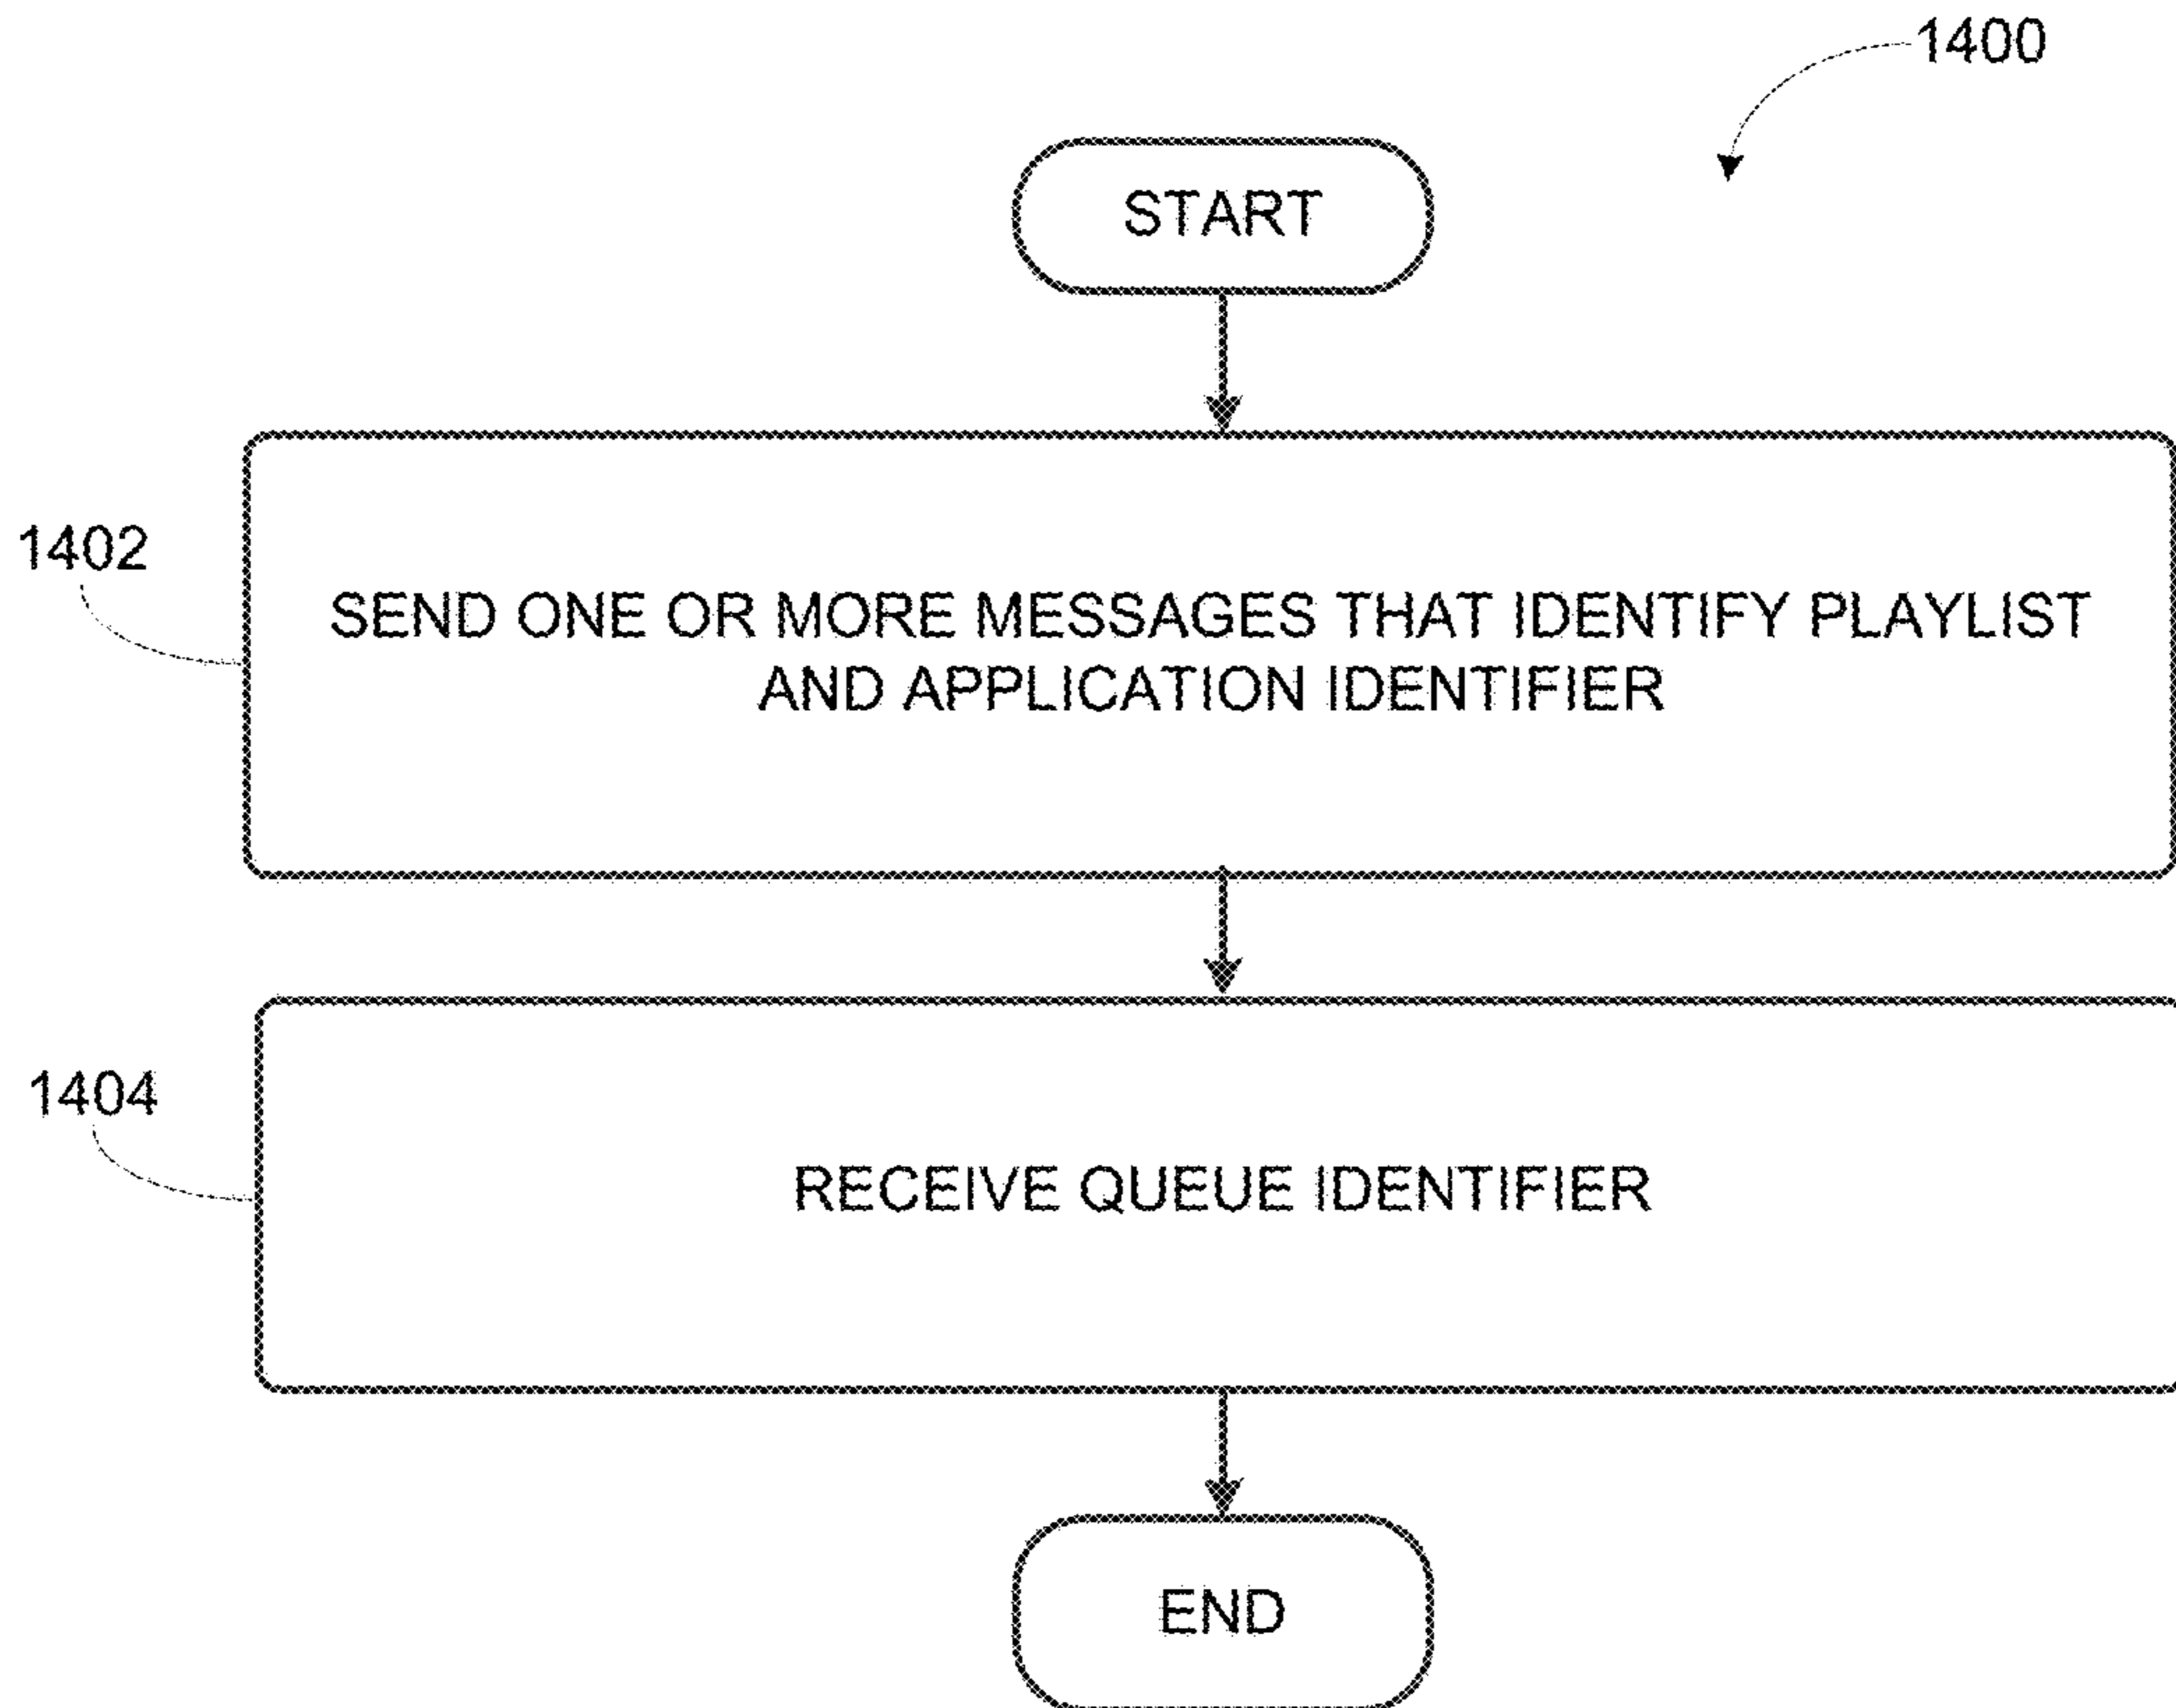 1400
START
1402
SEND ONE OR MORE MESSAGES THAT IDENTIFY PLAYLIST
AND APPLICATION IDENTIFIER
1404
RECEIVE QUEUE IDENTIFIER
END